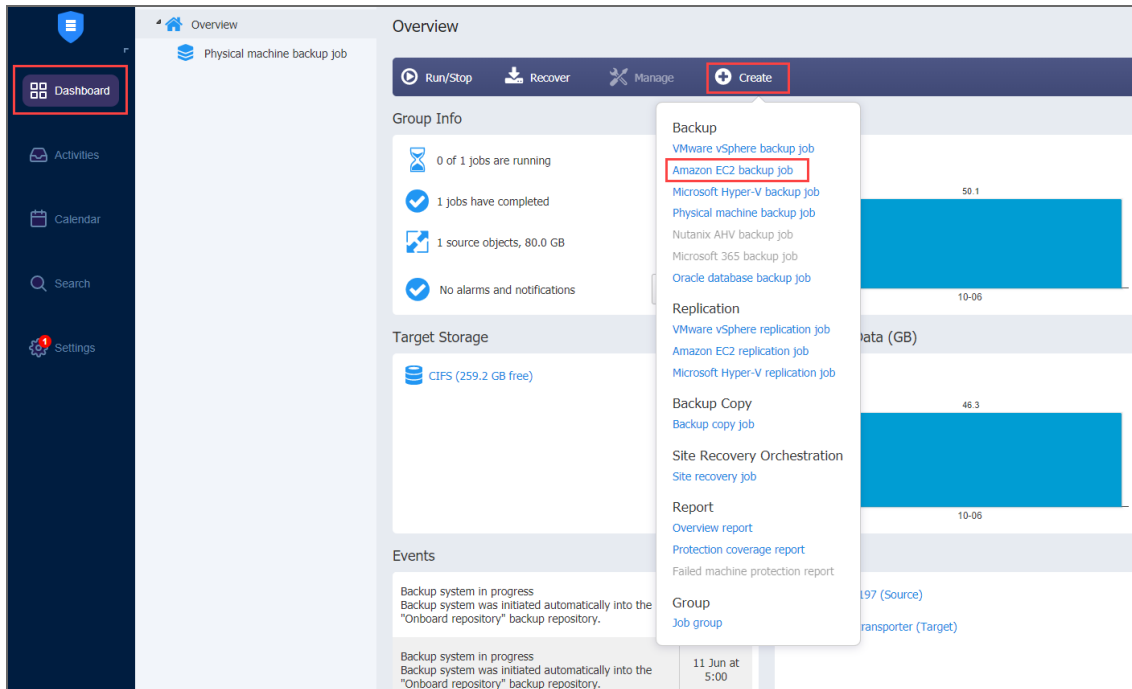 Overview
Physical machine backup job
Dashboard
Activities
Calendar
Search
1
Settings
Overview
Run/Stop
Recover
Manage
Create
Group Info
0 of 1 jobs are running
1 jobs have completed
1 source objects, 80.0 GB
No alarms and notifications
Target Storage
CIFS (259.2 GB free)
Events
Backup system in progress
Backup system was initiated automatically into the
"Onboard repository" backup repository.
Backup system in progress
Backup system was initiated automatically into the
"Onboard repository" backup repository.
11 Jun at
5:00
Backup
VMware vSphere backup job
Amazon EC2 backup job
Microsoft Hyper-V backup job
Physical machine backup job
Nutanix AHV backup job
Microsoft 365 backup job
Oracle database backup job
Replication
VMware vSphere replication job
Amazon EC2 replication job
Microsoft Hyper-V replication job
Backup Copy
Backup copy job
Site Recovery Orchestration
Site recovery job
Report
Overview report
Protection coverage report
Failed machine protection report
Group
Job group
50.1
10-06
Data (GB)
46.3
10-06
197 (Source)
ransporter (Target)